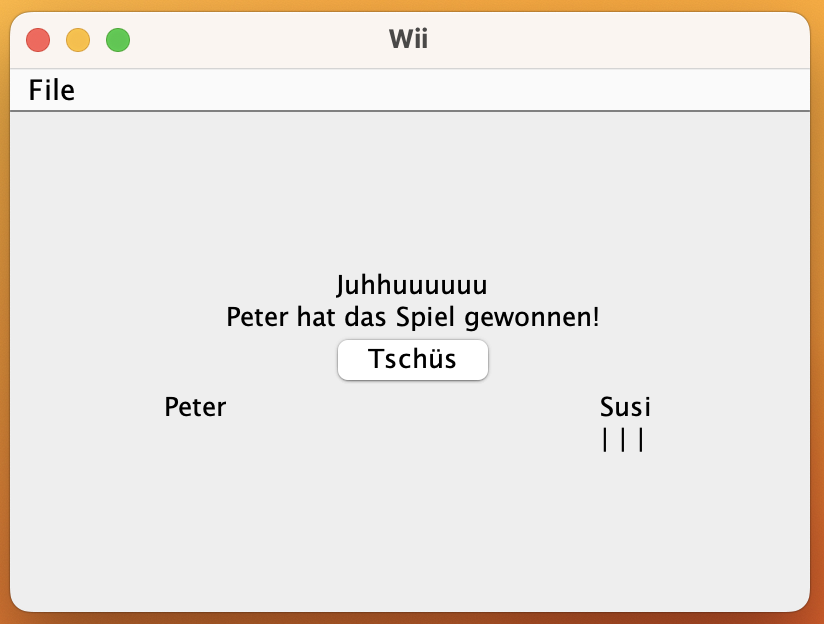 Wii
File
Juhhuuuuuu
Peter hat das Spiel gewonnen!
Tschüs
Peter Susi
| | |